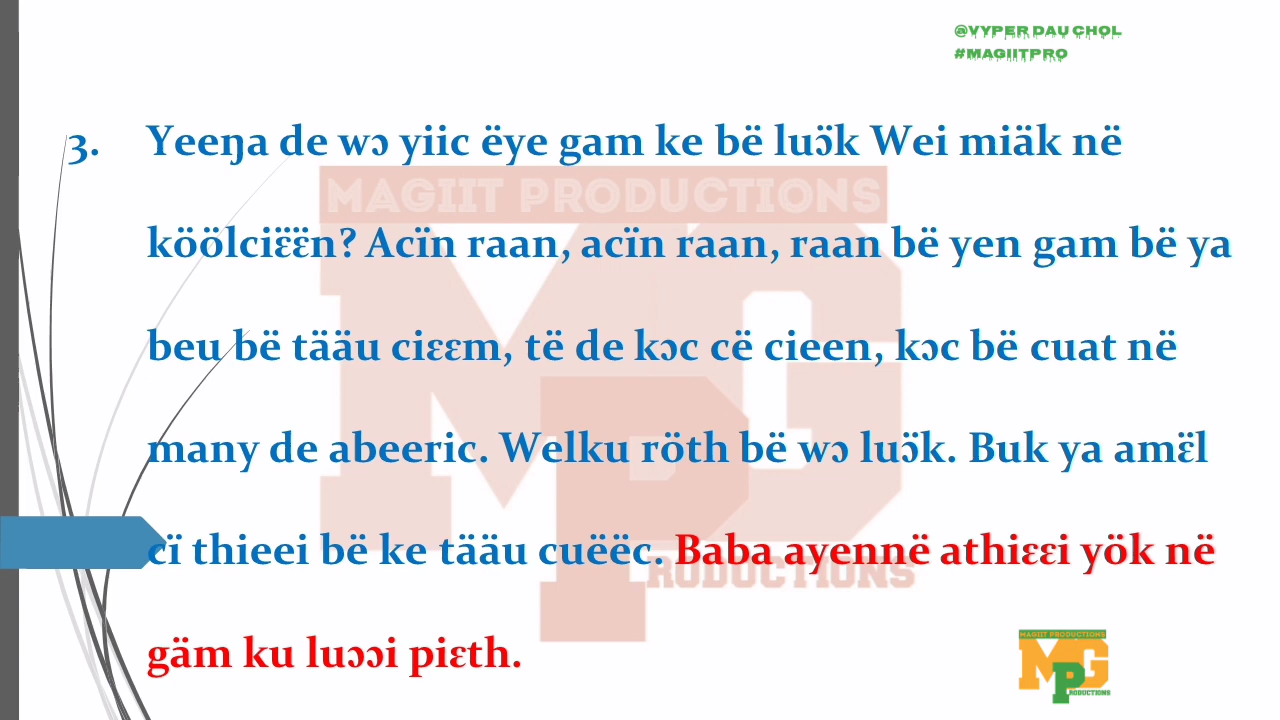 @VYPER DAU CHOL
#MAGIITPRO
3. Yeeŋa de wɔ yiic ëye gam ke bë luɔ̈k Wei miäk në
köölciɛ̈ɛ̈n? Acïn raan, acïn raan, raan bë yen gam bë ya
beu bë tääu ciɛɛm, të de kɔc cë cieen, kɔc bë cuat në
many de abeeric. Welku röth bë wɔ luɔ̈k. Buk ya amɛ̈l
cï thieei bë ke tääu cuëëc. Baba ayennë athiɛɛi yök në
gäm ku luɔɔi piɛth.
MAGIIT PRODUCTIONS
MPG
PRODUCTIONS
MAGIIT PRODUCTIONS
MPG
PRODUCTIONS